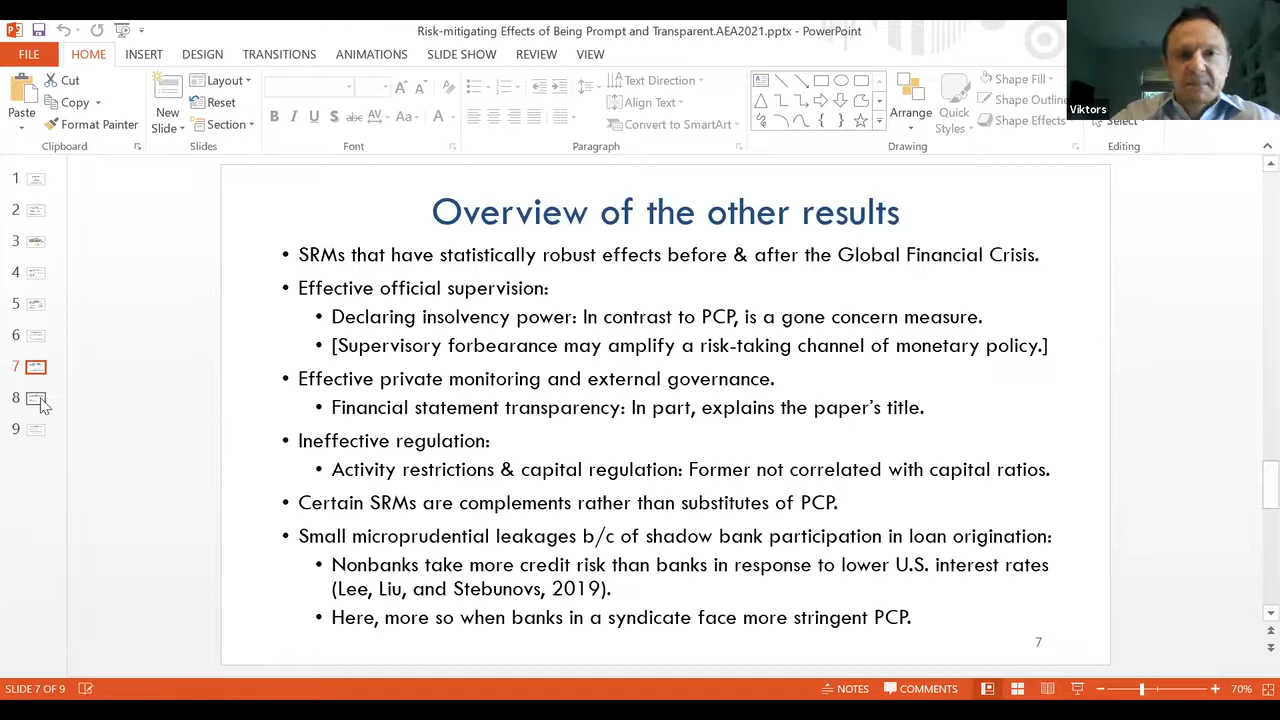 Risk-mitigating Effects of Being Prompt and Transparent.AEA2021.pptx - PowerPoint
FILE HOME INSERT DESIGN TRANSITIONS ANIMATIONS SLIDE SHOW REVIEW VIEW
Paste
Cut
Copy
Format Painter
Clipboard
New Slide
Layout
Reset
Section
Slides
B I U S abc AV Aa A
Font
Text Direction
Align Text
Convert to SmartArt
Paragraph
Arrange
Quick Styles
Shape Fill
Shape Outline
Shape Effects
Drawing
Select
Editing
Viktors
1
2
3
4
5
6
7
8
9
Overview of the other results
• SRMs that have statistically robust effects before & after the Global Financial Crisis.
• Effective official supervision:
• Declaring insolvency power: In contrast to PCP, is a gone concern measure.
• [Supervisory forbearance may amplify a risk-taking channel of monetary policy.]
• Effective private monitoring and external governance.
• Financial statement transparency: In part, explains the paper's title.
• Ineffective regulation:
• Activity restrictions & capital regulation: Former not correlated with capital ratios.
• Certain SRMs are complements rather than substitutes of PCP.
• Small microprudential leakages b/c of shadow bank participation in loan origination:
• Nonbanks take more credit risk than banks in response to lower U.S. interest rates
(Lee, Liu, and Stebunovs, 2019).
• Here, more so when banks in a syndicate face more stringent PCP.
7
SLIDE 7 OF 9
NOTES
COMMENTS
70%